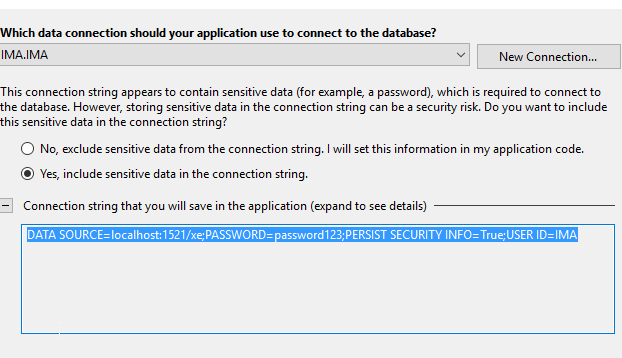 Which data connection should your application use to connect to the database?
IMA.IMA
New Connection...
This connection string appears to contain sensitive data (for example, a password), which is required to connect to
the database. However, storing sensitive data in the connection string can be a security risk. Do you want to include
this sensitive data in the connection string?
No, exclude sensitive data from the connection string. I will set this information in my application code.
Yes, include sensitive data in the connection string.
Connection string that you will save in the application (expand to see details)
DATA SOURCE=localhost:1521/xe;PASSWORD=password123;PERSIST SECURITY INFO=True;USER ID=IMA